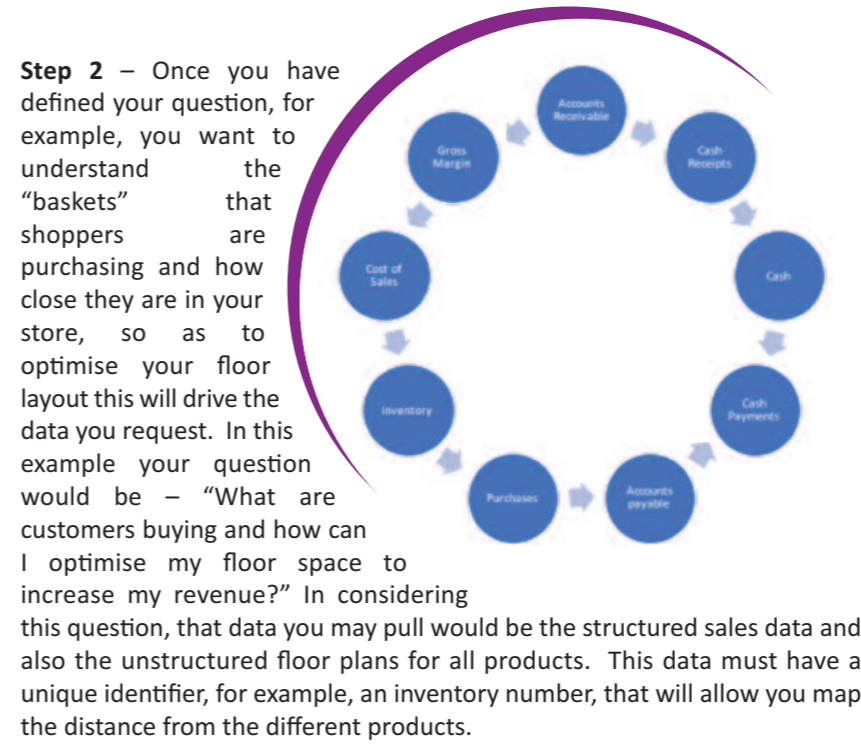 Step 2 – Once you have
defined your question, for
example, you want to
understand the
“baskets” that
shoppers are
purchasing and how
close they are in your
store, so as to
optimise your floor
layout this will drive the
data you request. In this
example your question
would be – “What are
customers buying and how can
I optimise my floor space to
increase my revenue?” In considering
this question, that data you may pull would be the structured sales data and
also the unstructured floor plans for all products. This data must have a
unique identifier, for example, an inventory number, that will allow you map
the distance from the different products.
Accounts
Receivable
Cash
Receipts
Cash
Cash
Payments
Accounts
payable
Purchases
Inventory
Cost of
Sales
Gross
Margin